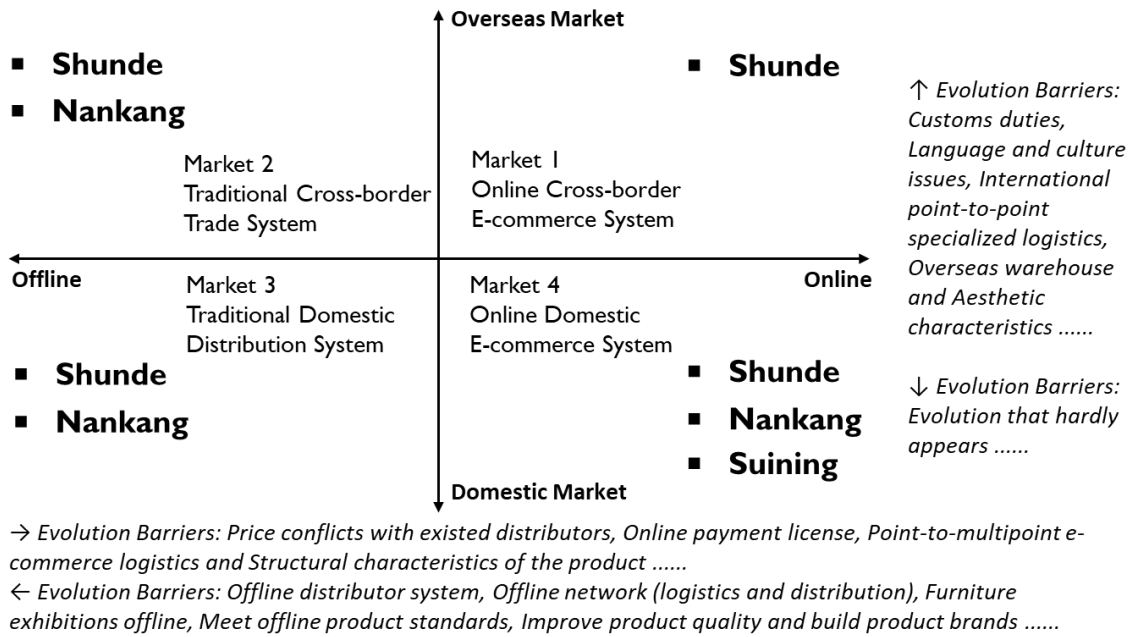 Overseas Market
▪ Shunde
▪ Nankang
▪ Shunde
Market 2
Traditional Cross-border
Trade System
Market 1
Online Cross-border
E-commerce System
Offline
Online
Market 3
Traditional Domestic
Distribution System
Market 4
Online Domestic
E-commerce System
▪ Shunde
▪ Nankang
▪ Shunde
▪ Nankang
▪ Suining
Domestic Market
↑ Evolution Barriers:
Customs duties,
Language and culture
issues, International
point-to-point
specialized logistics,
Overseas warehouse
and Aesthetic
characteristics ......
↓ Evolution Barriers:
Evolution that hardly
appears ......
→ Evolution Barriers: Price conflicts with existed distributors, Online payment license, Point-to-multipoint e-
commerce logistics and Structural characteristics of the product ......
← Evolution Barriers: Offline distributor system, Offline network (logistics and distribution), Furniture
exhibitions offline, Meet offline product standards, Improve product quality and build product brands ......